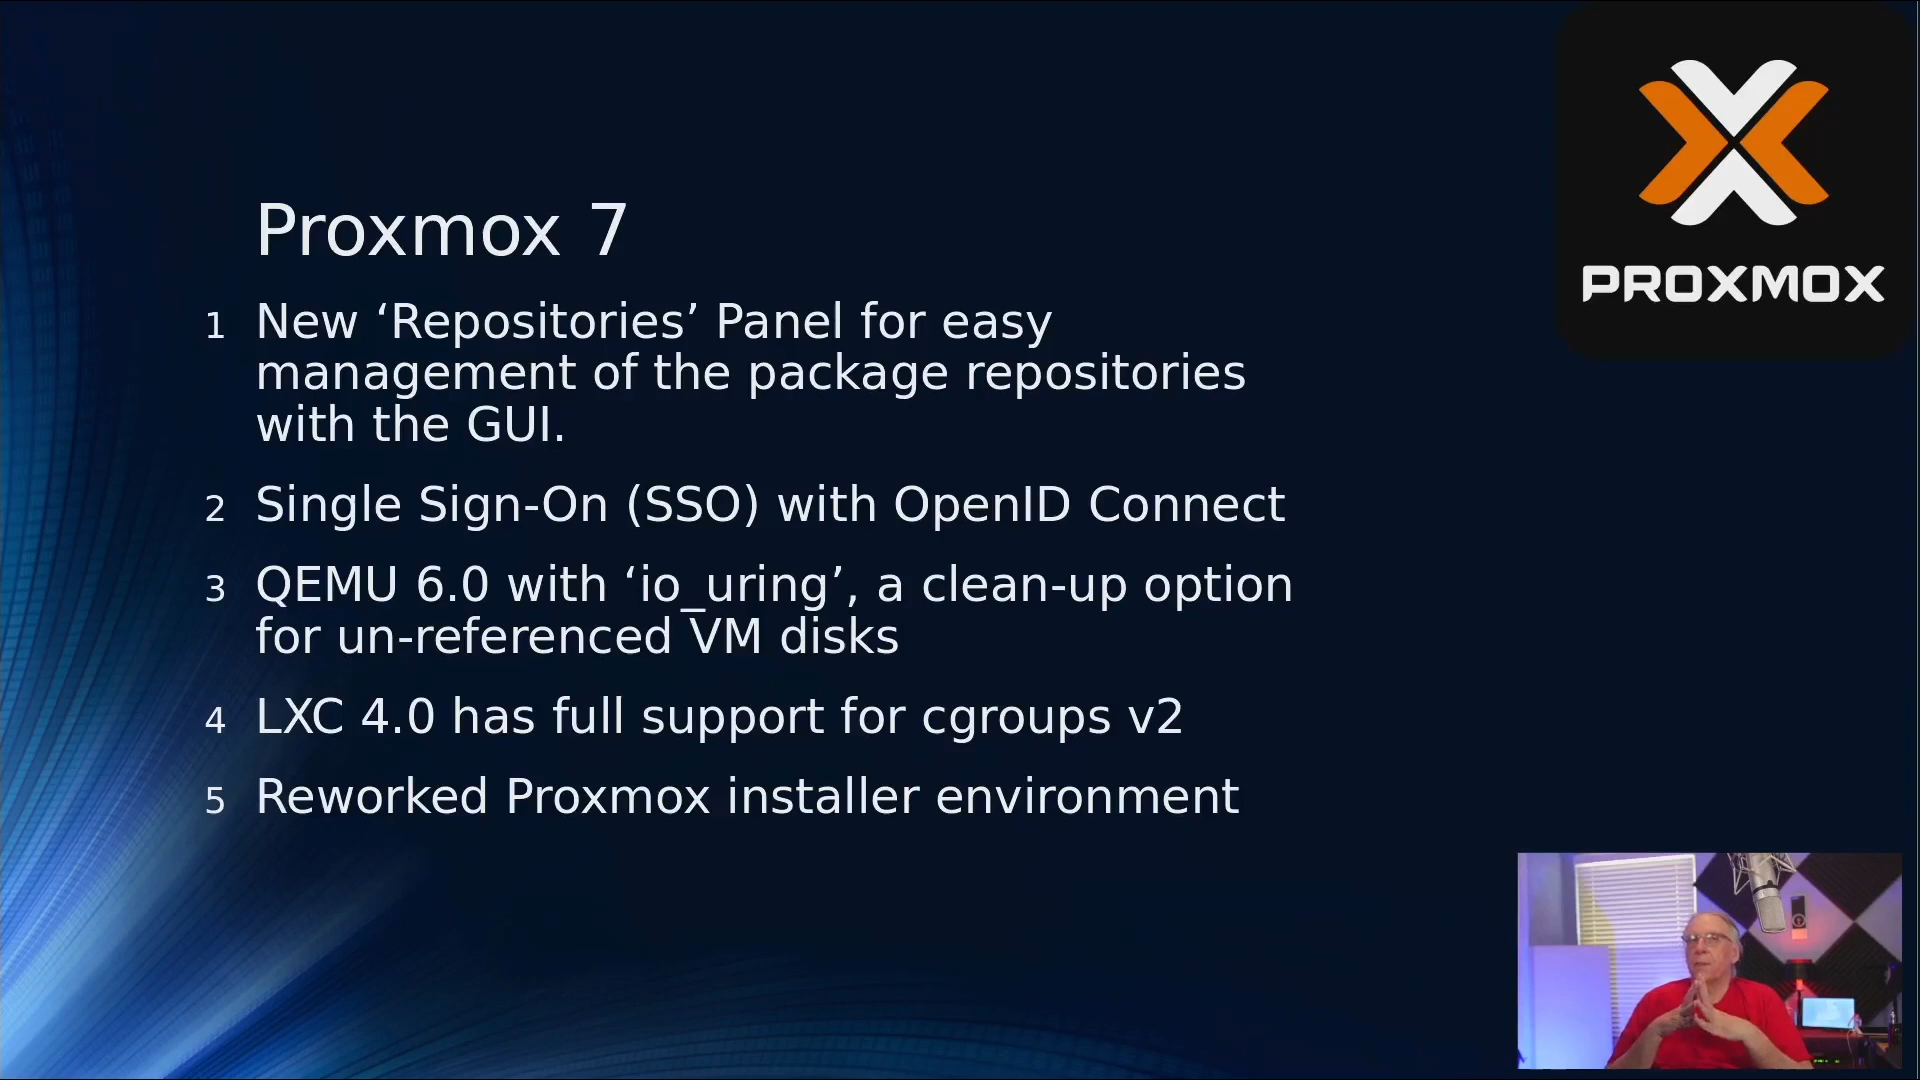 PROXMOX
Proxmox 7
1 New ‘Repositories’ Panel for easy
management of the package repositories
with the GUI.
2 Single Sign-On (SSO) with OpenID Connect
3 QEMU 6.0 with ‘io_uring’, a clean-up option
for un-referenced VM disks
4 LXC 4.0 has full support for cgroups v2
5 Reworked Proxmox installer environment